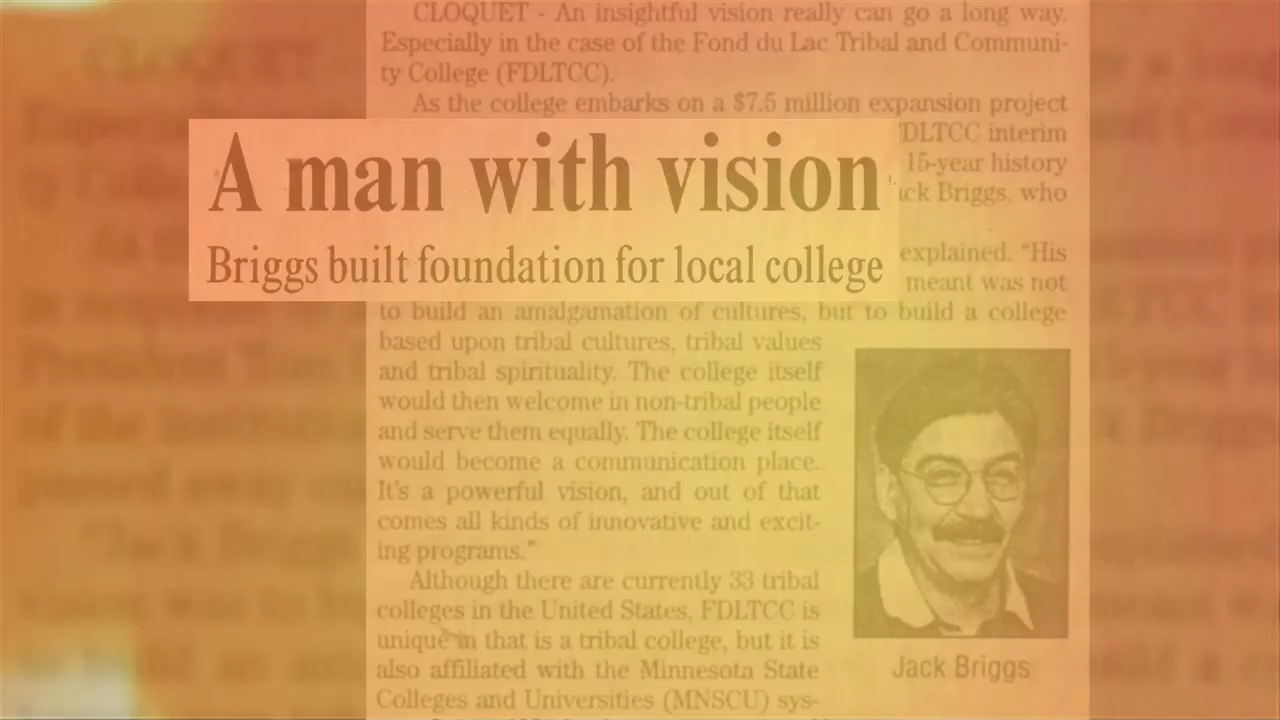 CLOQUET - An insightful vision really can go a long way.
Especially in the case of the Fond du Lac Tribal and Communi-
ty College (FDLTCC).
As the college embarks on a $7.5 million expansion project
DLTCC interim
15-year history
ck Briggs, who
A man with vision
Briggs built foundation for local college
explained. "His
meant was not
to build an amalgamation of cultures, but to build a college
based upon tribal cultures, tribal values
and tribal spirituality. The college itself
would then welcome in non-tribal people
and serve them equally. The college itself
would become a communication place.
It's a powerful vision, and out of that
comes all kinds of innovative and excit-
ing programs."
Although there are currently 33 tribal
colleges in the United States, FDLTCC is
unique in that is a tribal college, but it is
also affiliated with the Minnesota State
Colleges and Universities (MNSCU) sys-
Jack Briggs